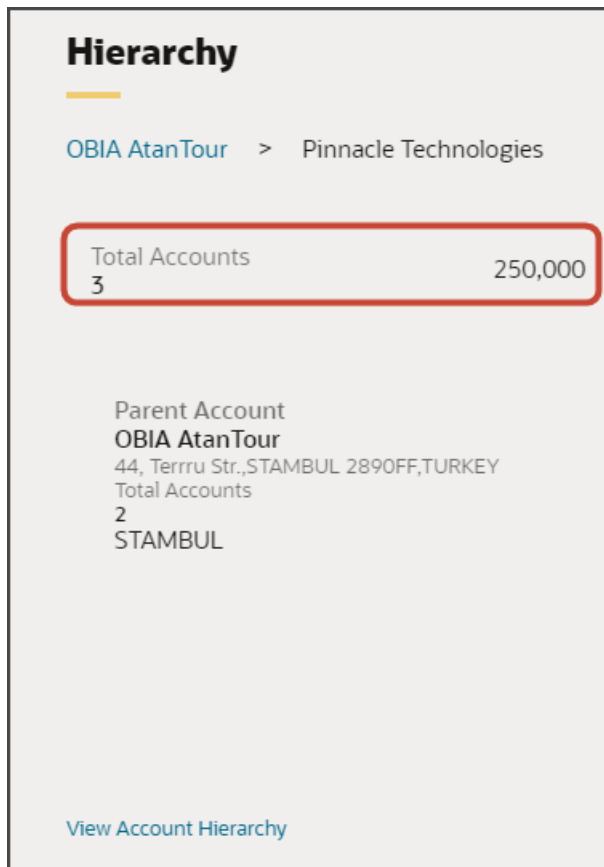 Hierarchy
OBIA AtanTour > Pinnacle Technologies
Total Accounts
3
250,000
Parent Account
OBIA AtanTour
44, Terrru Str.,STAMBUL 2890FF,TURKEY
Total Accounts
2
STAMBUL
View Account Hierarchy